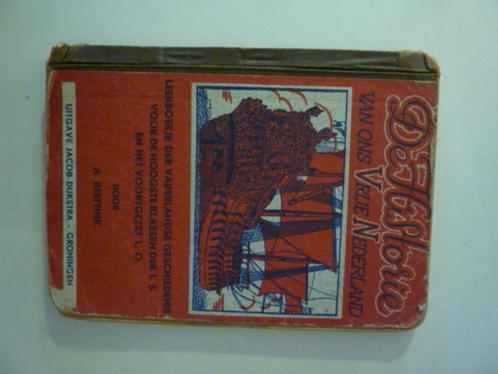 De Historie
VAN ONS VRIJE NEDERLAND
LEERBOEKJE DER VADERLANDSE GESCHIEDENIS
VOOR DE HOOGSTE KLASSEN DER L. S.
EN HET VOORTGEZET L. O.
DOOR
A. REEFTINK
UITGAVE JACOB DIJKSTRA - GRONINGEN